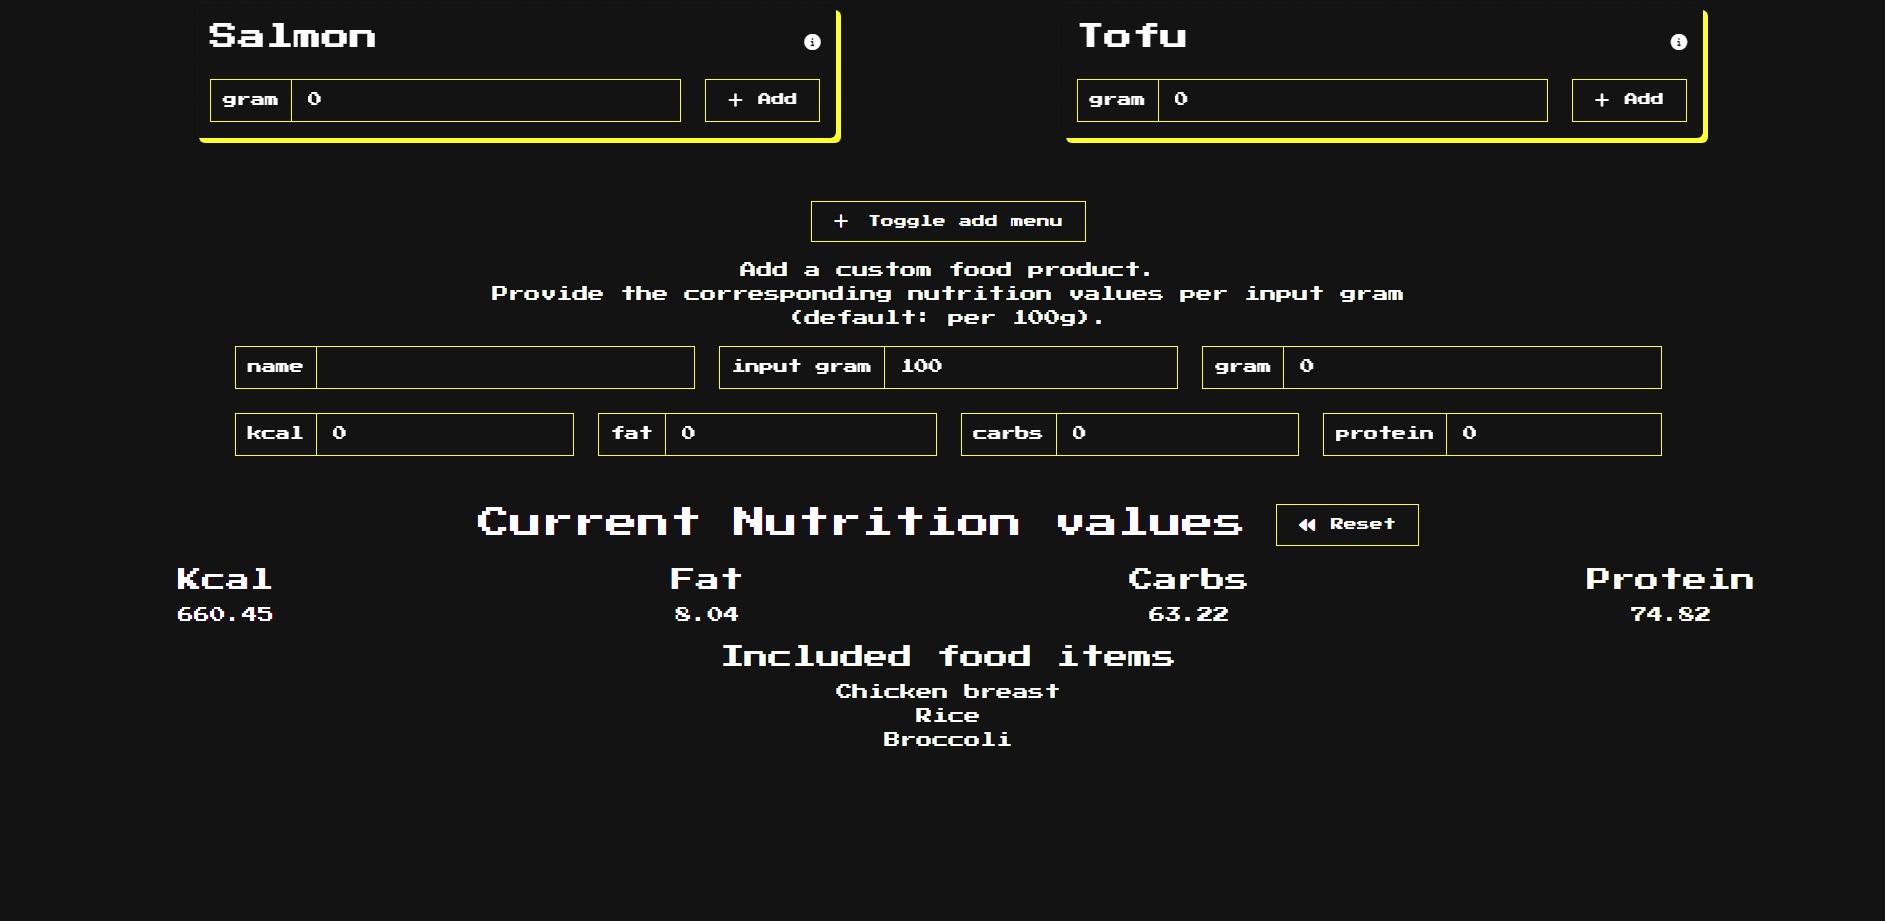 Salmon
gram 0 + Add
Tofu
gram 0 + Add
+ Toggle add menu
Add a custom food product.
Provide the corresponding nutrition values per input gram
(default: per 100g).
name
input gram 100
gram 0
kcal 0
fat 0
carbs 0
protein 0
Current Nutrition values
Reset
Kcal
660.45
Fat
8.04
Carbs
63.22
Protein
74.82
Included food items
Chicken breast
Rice
Broccoli